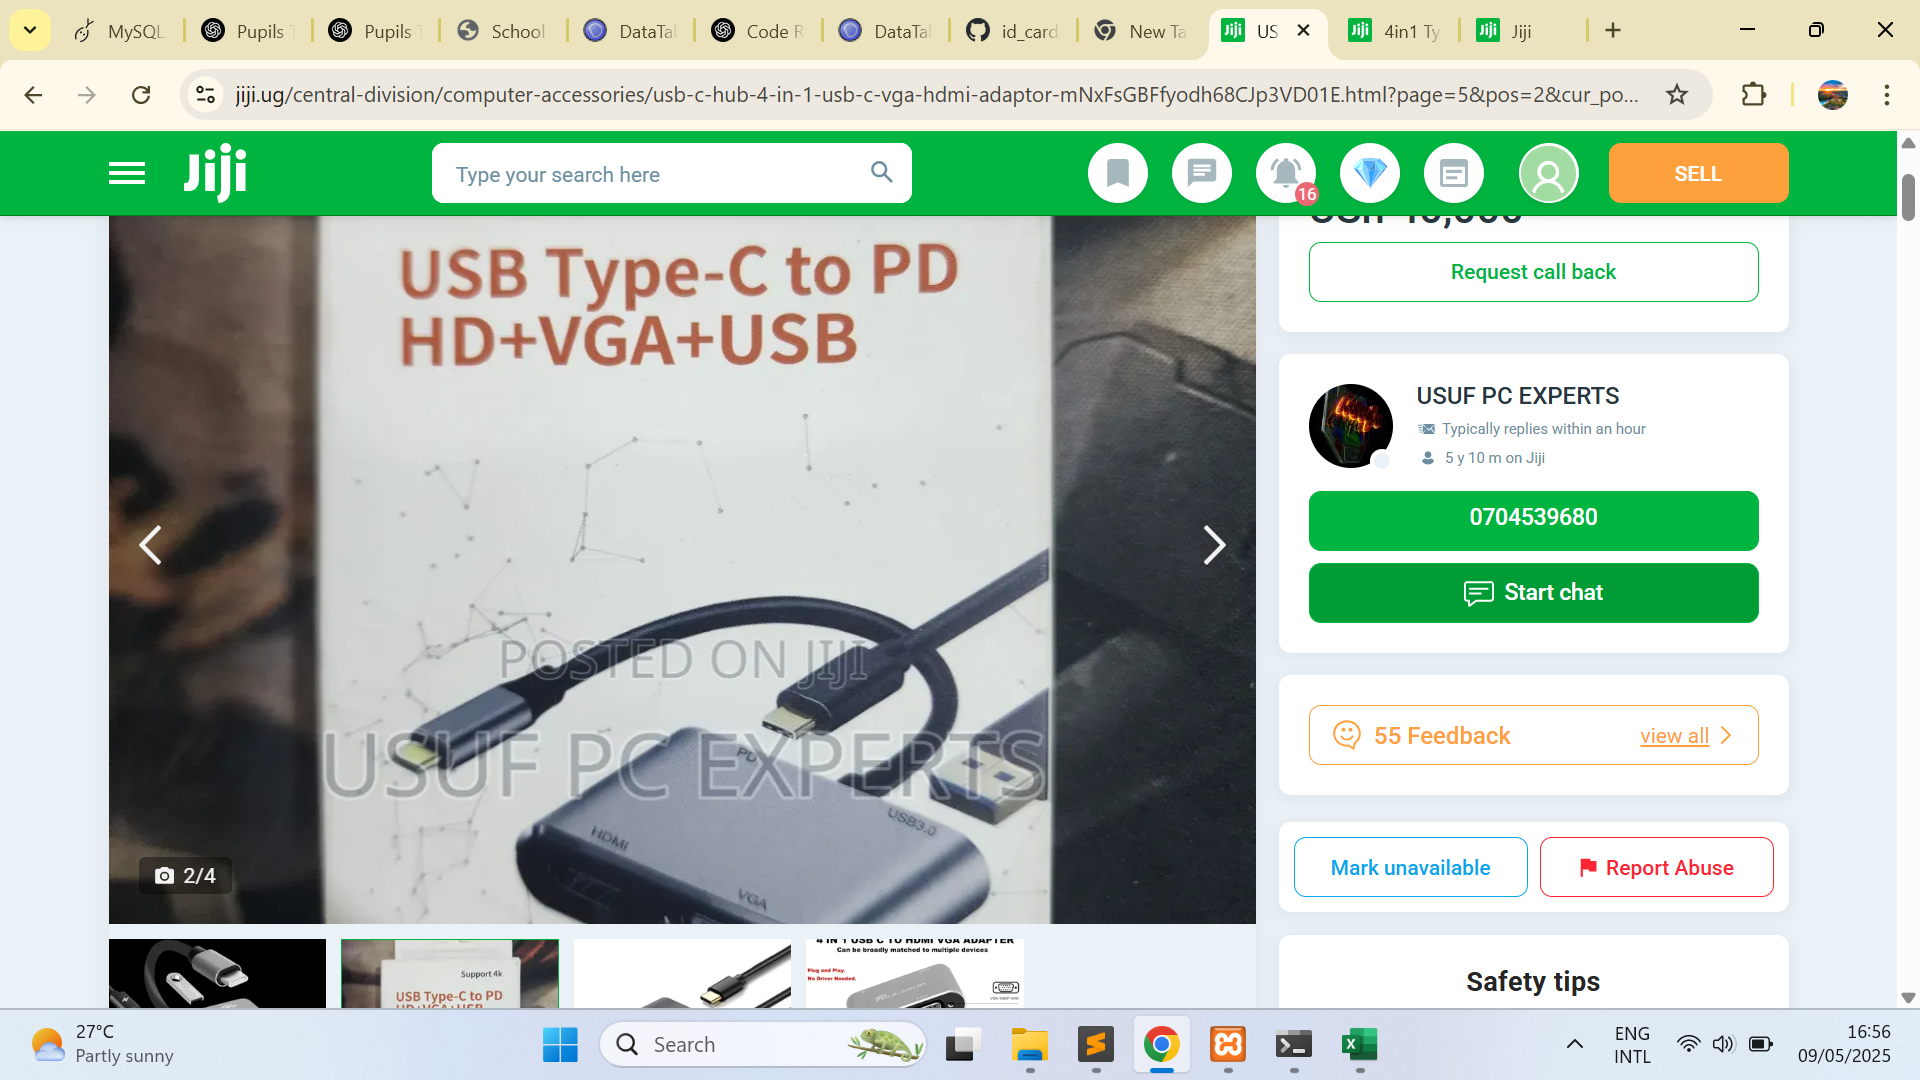 MySQL
Pupils T
Pupils T
School
DataTab
Code R
DataTab
id_card
New Ta
US
4in1 Ty
Jiji
jiji.ug/central-division/computer-accessories/usb-c-hub-4-in-1-usb-c-vga-hdmi-adaptor-mNxFsGBFfyodh68CJp3VD01E.html?page=5&pos=2&cur_po...
Jiji
Type your search here
16
SELL
USB Type-C to PD
HD+VGA+USB
POSTED ON JIJI
USUF PC EXPERTS
PD
USB3.0
HDMI
VGA
2/4
Request call back
USUF PC EXPERTS
Typically replies within an hour
5 y 10 m on Jiji
0704539680
Start chat
55 Feedback
view all
Mark unavailable
Report Abuse
Safety tips
Support 4k
USB Type-C to PD
HD+VGA+USB
4 IN 1 USB C TO HDMI VGA ADAPTER
Can be broadly matched to multiple devices
Plug and Play.
No Driver Needed.
27°C
Partly sunny
Search
ENG
INTL
16:56
09/05/2025